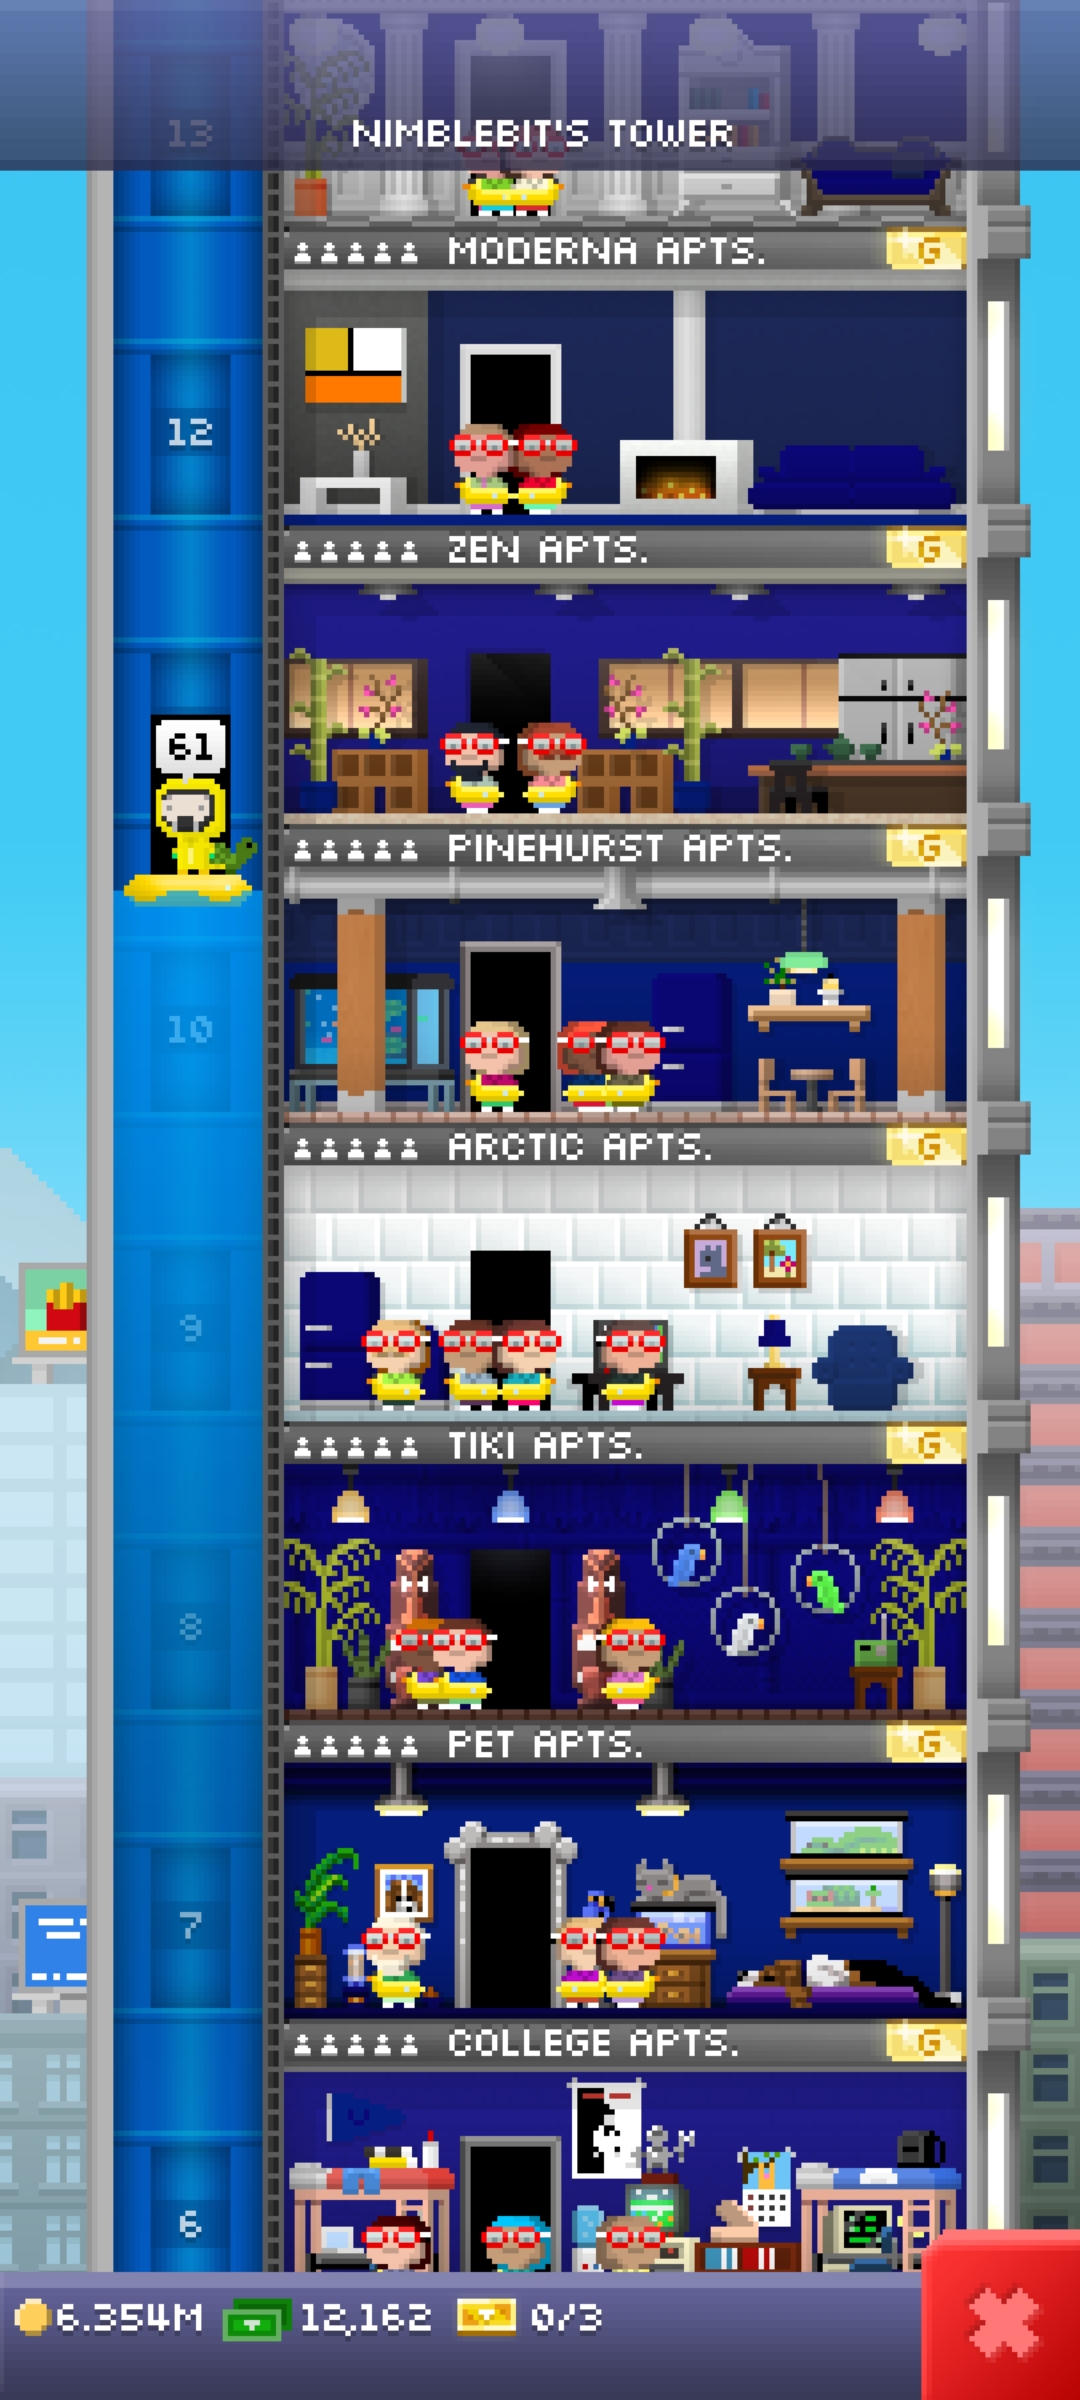 NIMBLEBIT'S TOWER
13
MODERNA APTS. G
12
ZEN APTS. G
61
PINEHURST APTS. G
10
ARCTIC APTS. G
9
TIKI APTS. G
8
PET APTS. G
7
COLLEGE APTS. G
6
6.354M 12,162 0/3